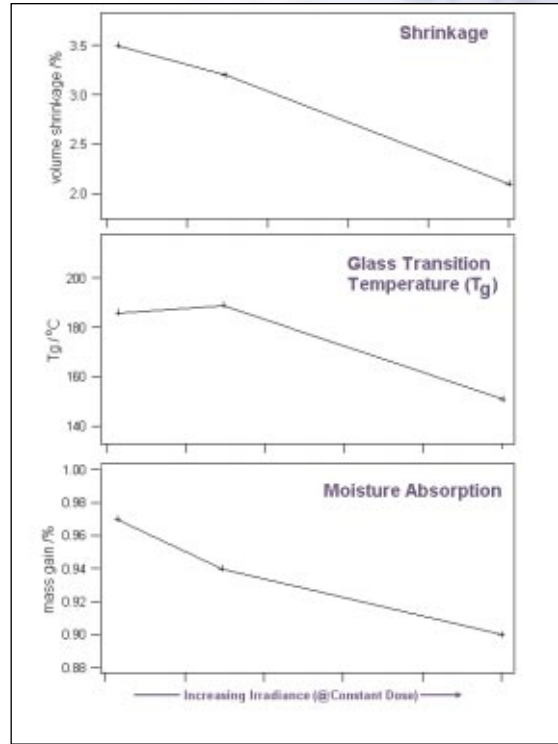 Shrinkage
volume shrinkage /%
3.5
3.0
2.5
2.0
Glass Transition
Temperature (Tg)
Tg /°C
200
180
160
140
Moisture Absorption
mass gain /%
1.00
0.98
0.96
0.94
0.92
0.90
0.88
Increasing Irradiance (@Constant Dose)